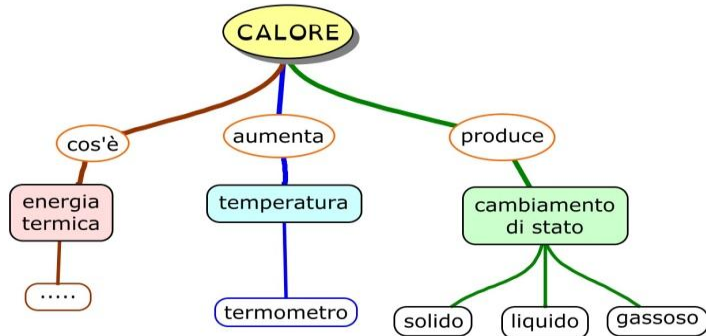 CALORE
cos'è
aumenta
produce
energia
termica
temperatura
cambiamento
di stato
.....
termometro
solido
liquido
gassoso